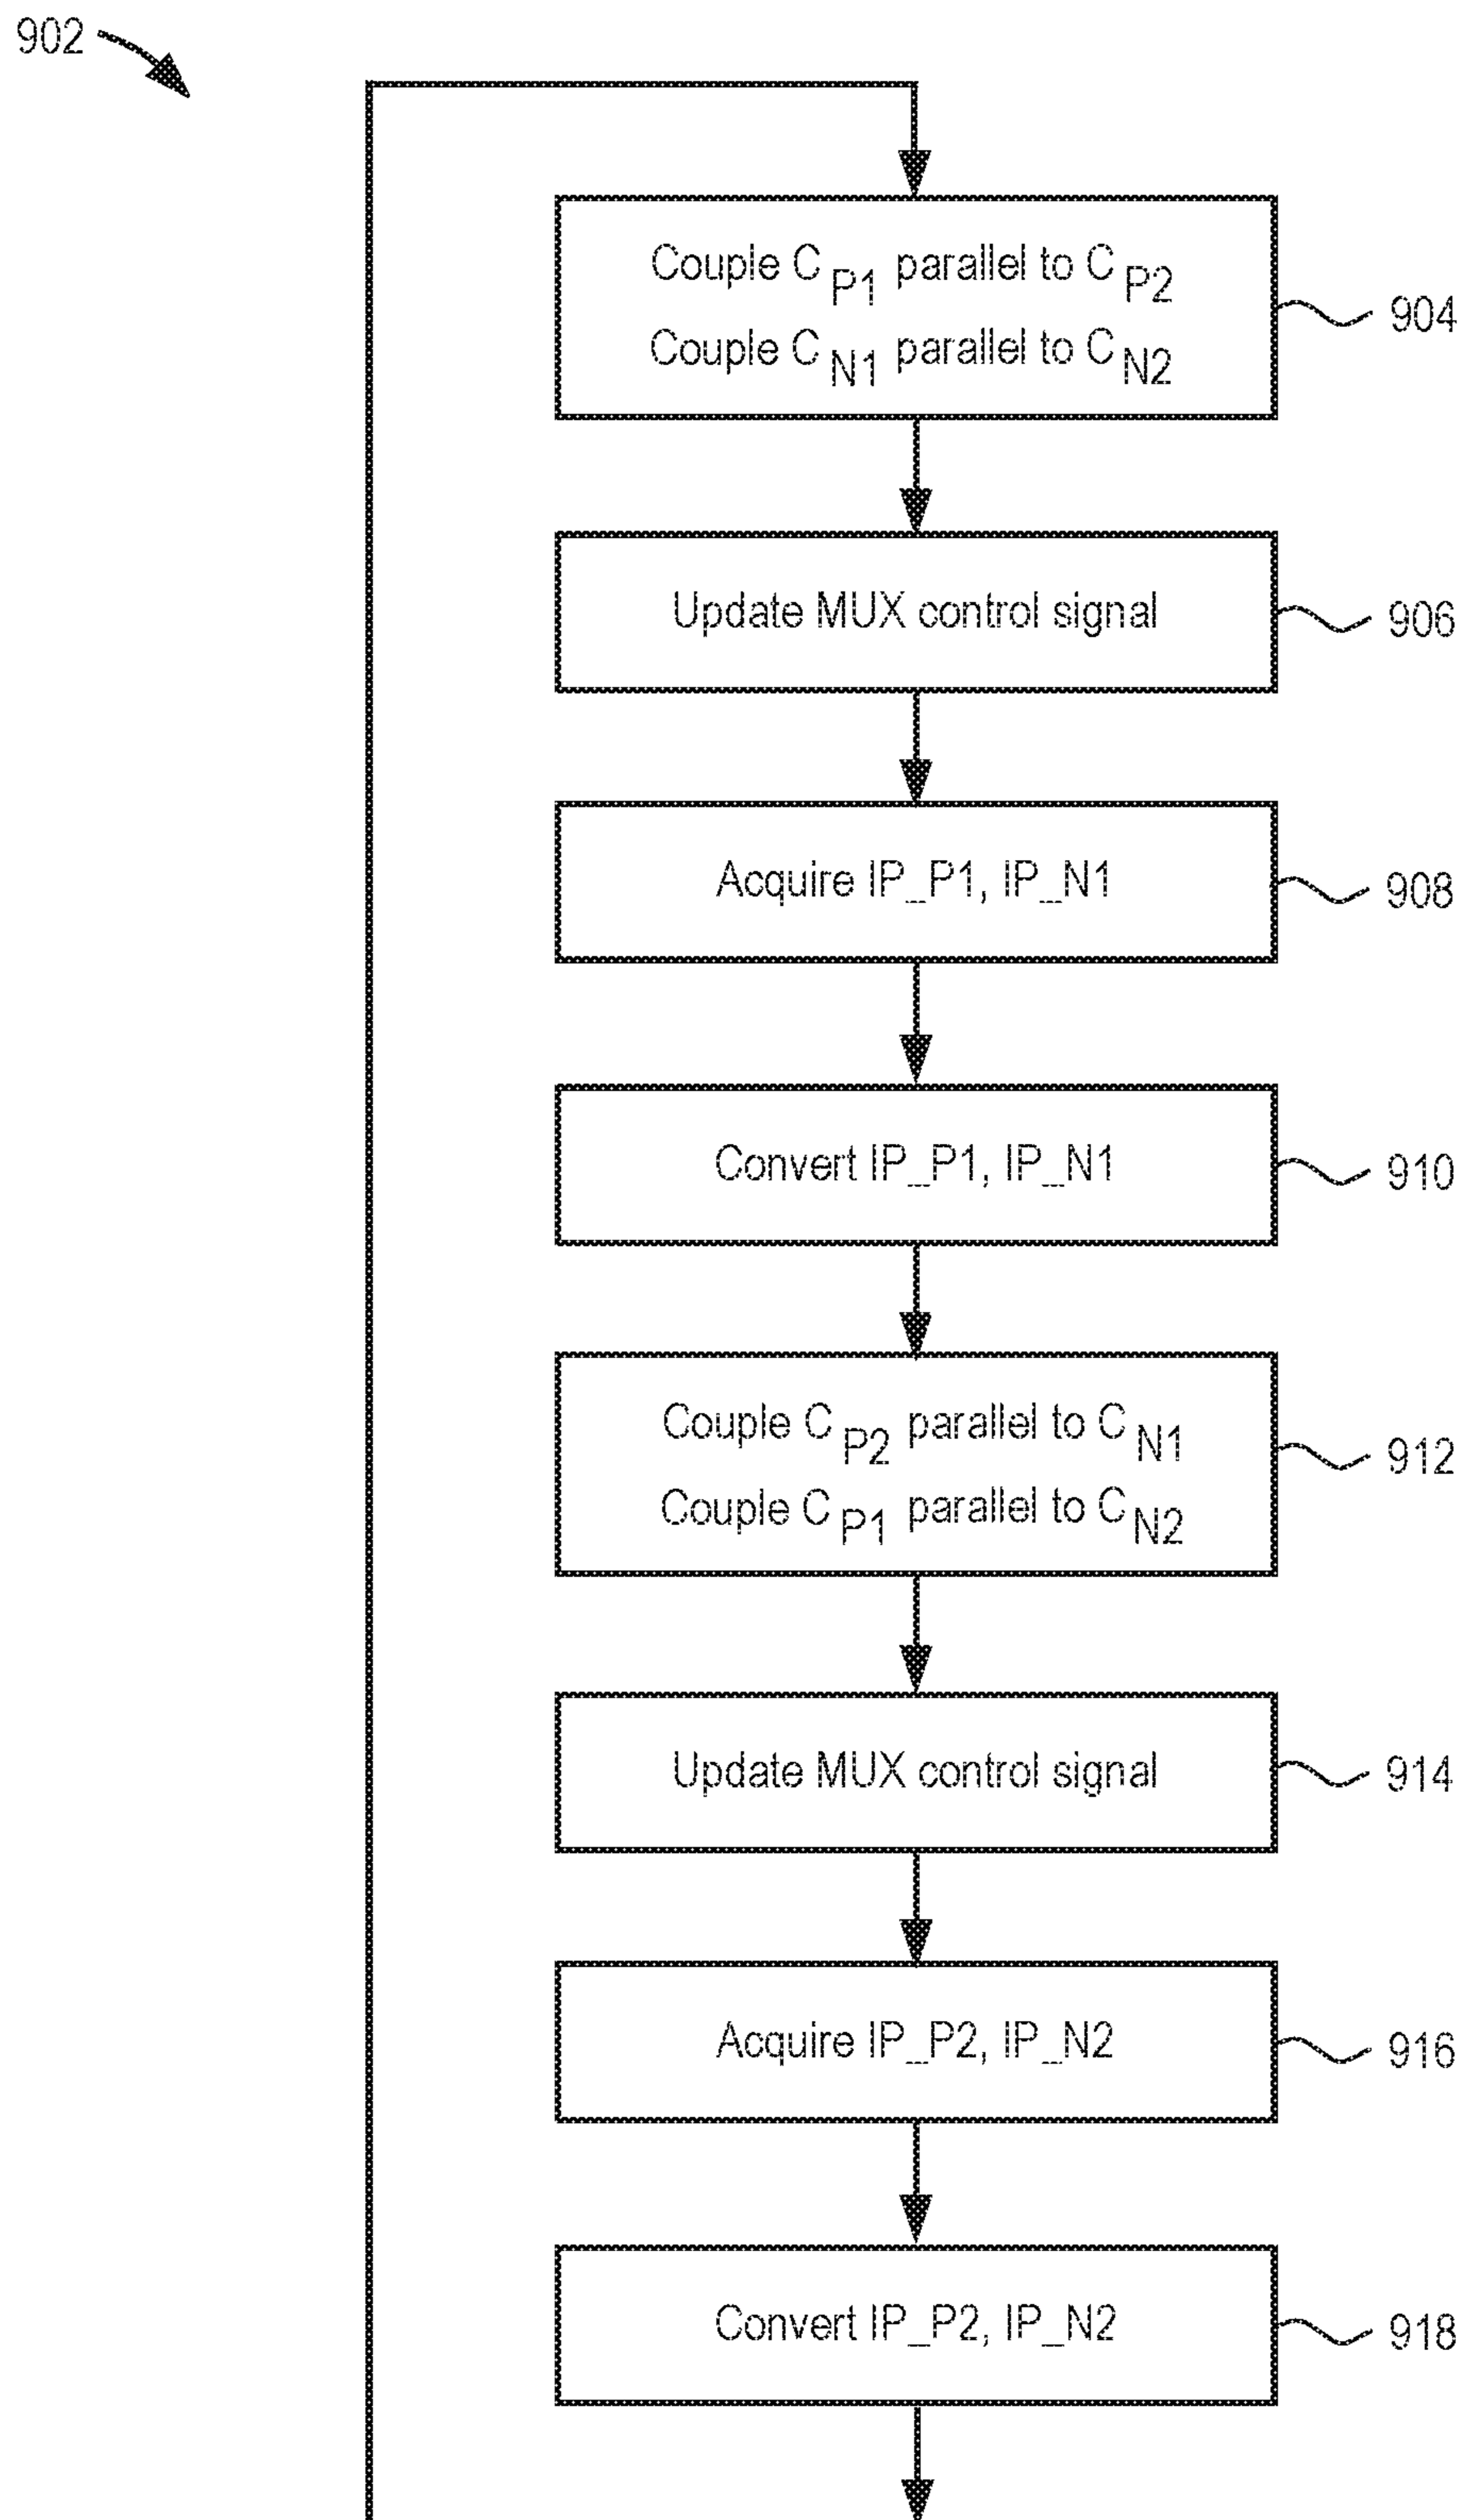 902
Couple C P1 parallel to C P2
Couple C N1 parallel to C N2
904
Update MUX control signal
906
Acquire IP_P1, IP_N1
908
Convert IP_P1, IP_N1
910
Couple C P2 parallel to C N1
Couple C P1 parallel to C N2
912
Update MUX control signal
914
Acquire IP_P2, IP_N2
916
Convert IP_P2, IP_N2
918